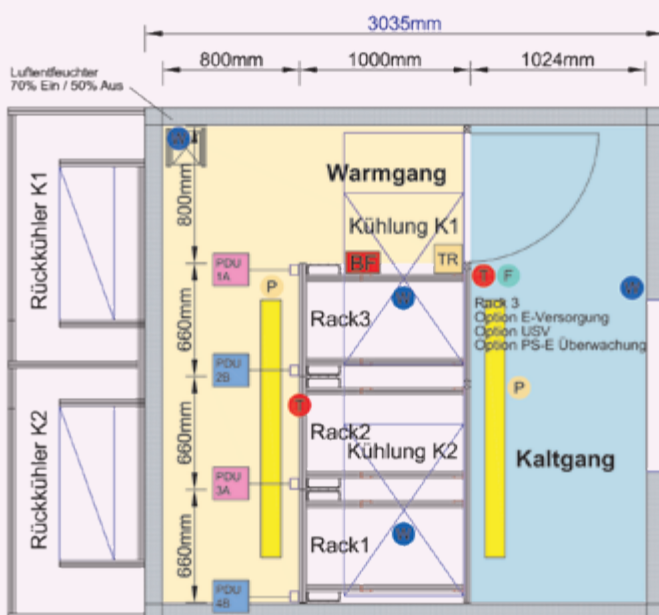 3035mm
800mm
1000mm
1024mm
Luftentfeuchter
70% Ein / 50% Aus
W
Warmgang
800mm
Kühlung K1
Rückkühler K1
PDU
1A
BF
TR
T
F
P
W
W
Rack 3
Option E-Versorgung
Option USV
Option PS-E Überwachung
Rack3
660mm
PDU
2B
P
T
Rack2
660mm
Kühlung K2
Kaltgang
Rückkühler K2
PDU
3A
W
Rack1
660mm
PDU
4B